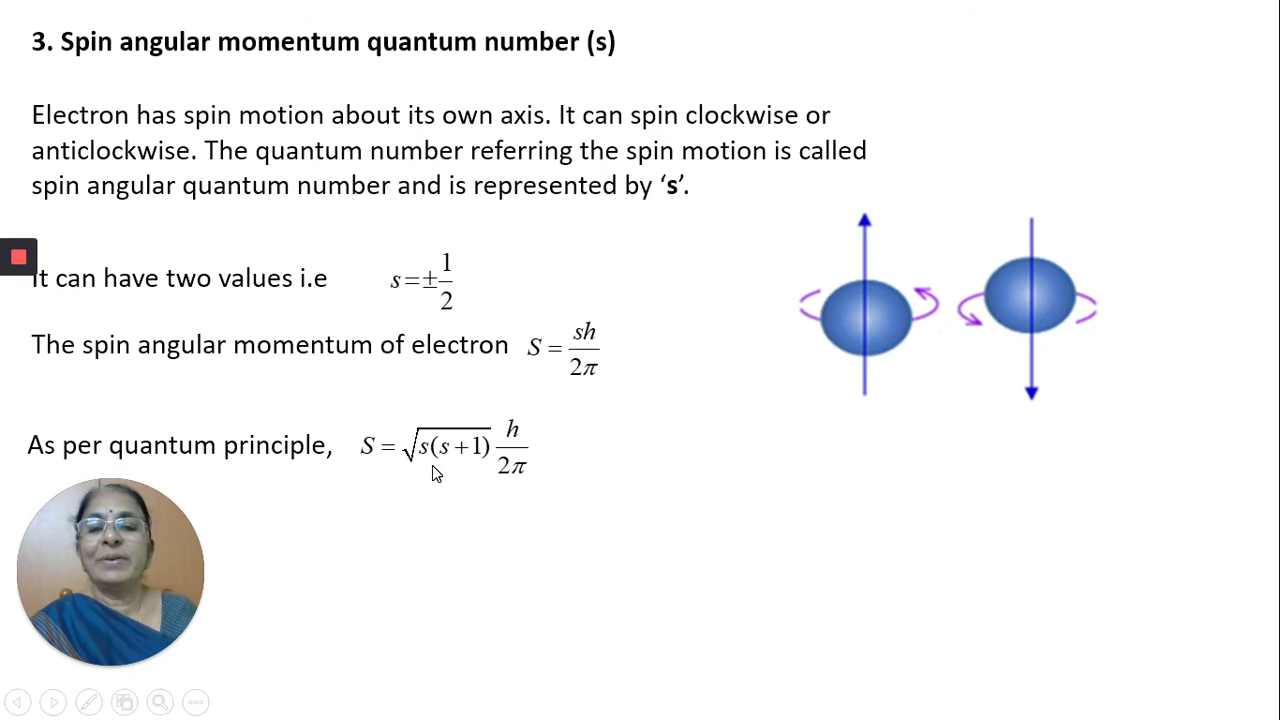 3. Spin angular momentum quantum number (s)
Electron has spin motion about its own axis. It can spin clockwise or
anticlockwise. The quantum number referring the spin motion is called
spin angular quantum number and is represented by ‘s’.
It can have two values i.e s=±1/2
The spin angular momentum of electron S = sh/2π
As per quantum principle, S = √s(s+1) h/2π